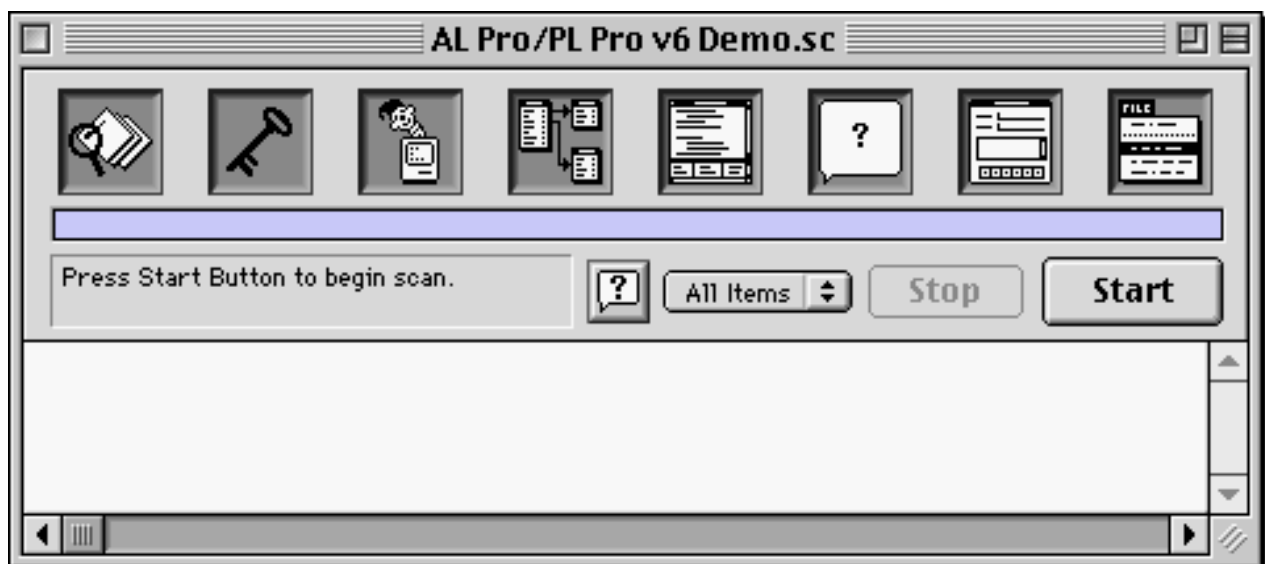 AL Pro/PL Pro v6 Demo.sc
?
FILE
Press Start Button to begin scan.
?
All Items
Stop
Start